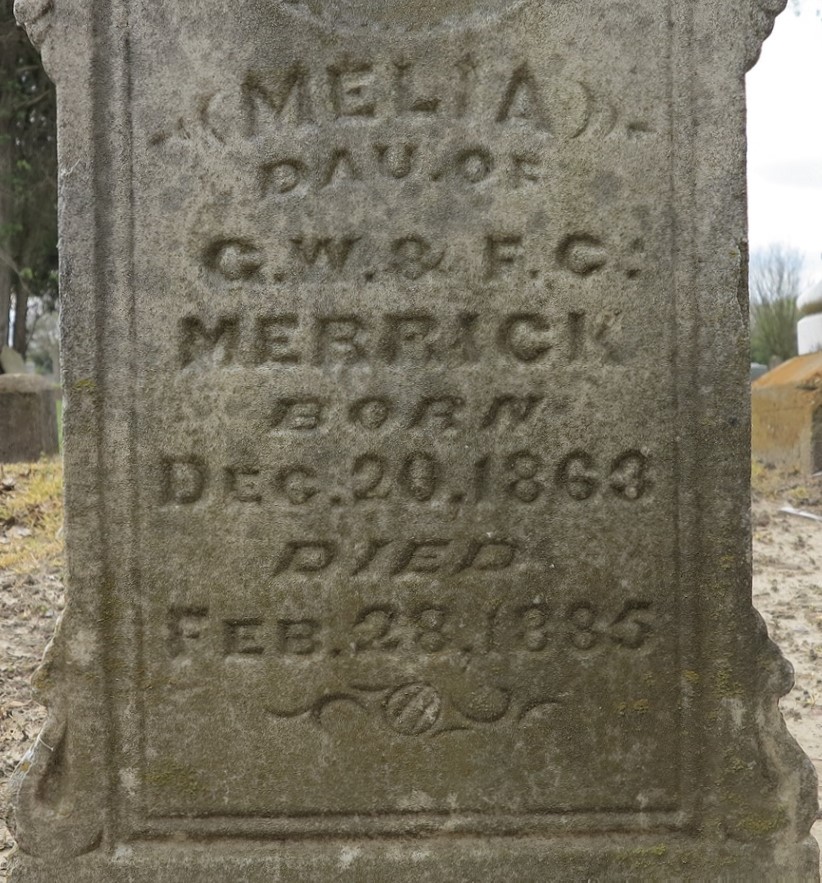 MELIA
DAU. OF
G. W. & F. C.
MERRICK
BORN
DEC. 20. 1863
DIED
FEB. 28. 1885